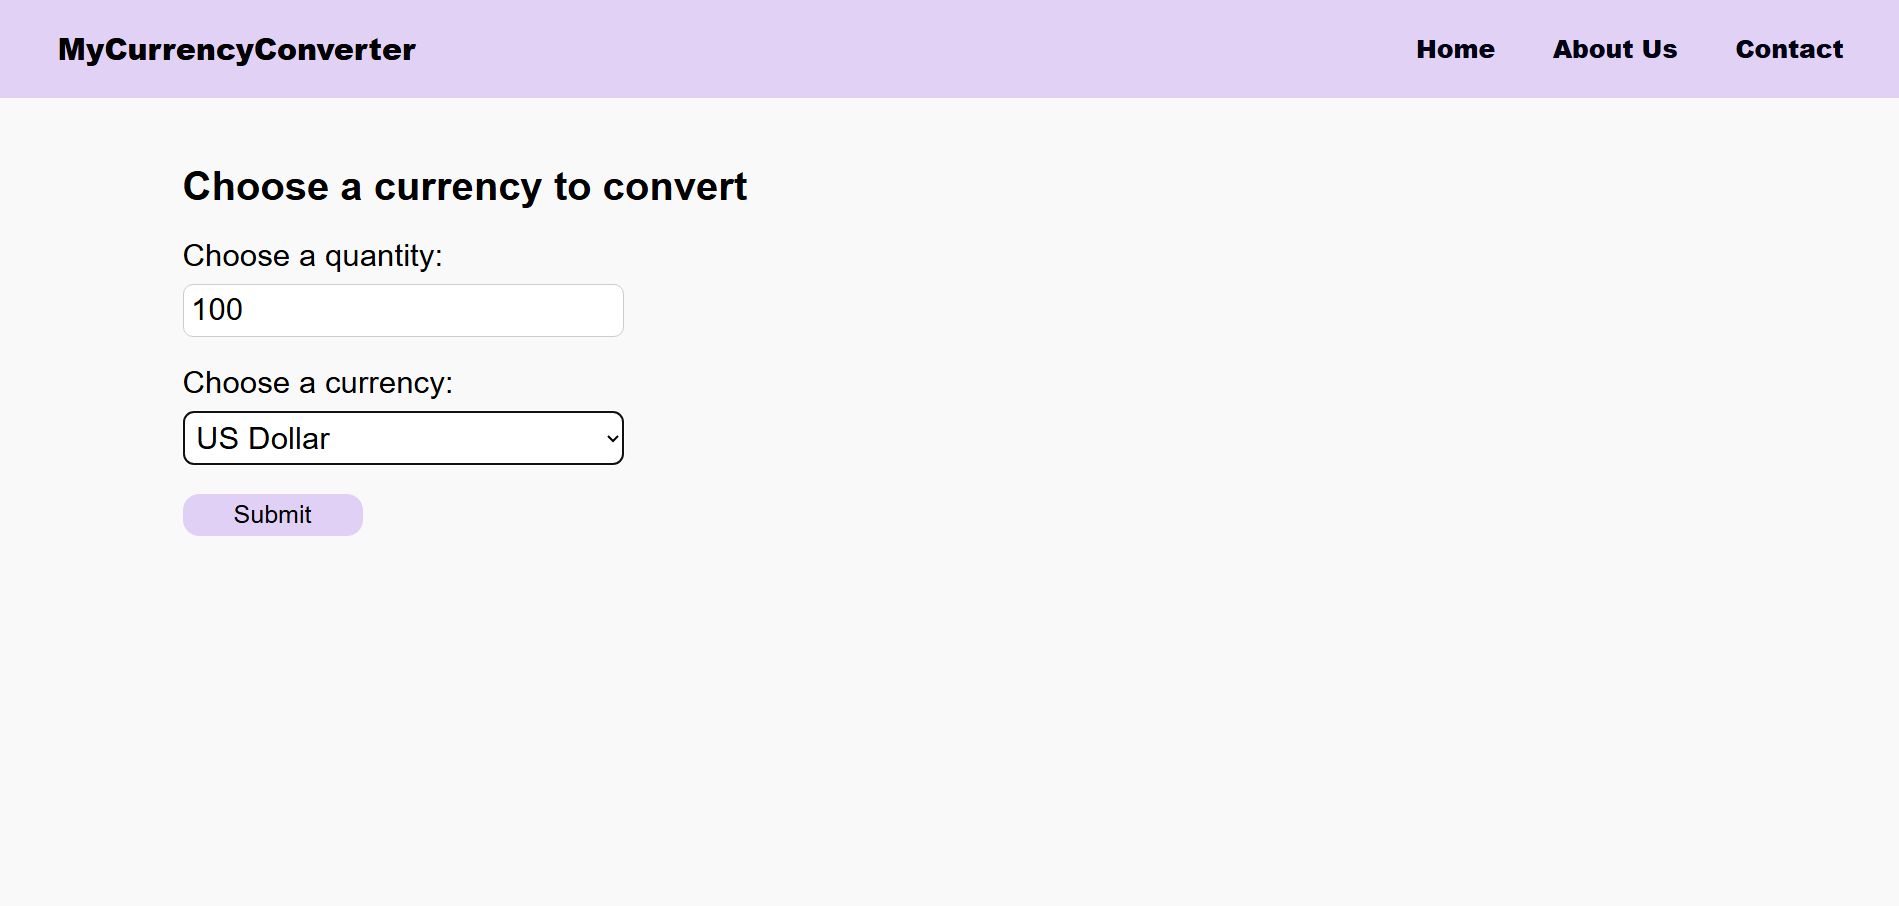 MyCurrencyConverter
Home About Us Contact
Choose a currency to convert
Choose a quantity:
100
Choose a currency:
US Dollar
Submit